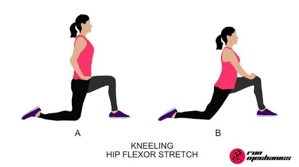 A
B
KNEELING
HIP FLEXOR STRETCH
run
mechanics